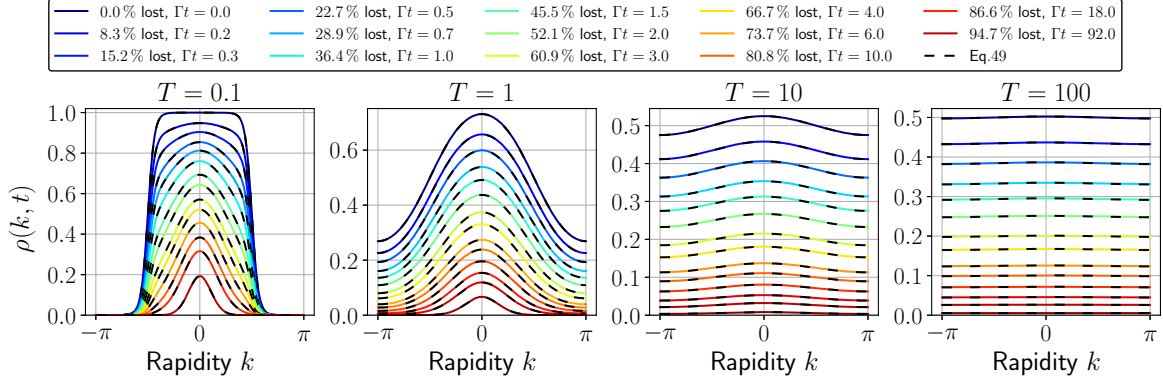 0.0 % lost, Γt = 0.0
22.7 % lost, Γt = 0.5
45.5 % lost, Γt = 1.5
66.7 % lost, Γt = 4.0
86.6 % lost, Γt = 18.0
8.3 % lost, Γt = 0.2
28.9 % lost, Γt = 0.7
52.1 % lost, Γt = 2.0
73.7 % lost, Γt = 6.0
94.7 % lost, Γt = 92.0
15.2 % lost, Γt = 0.3
36.4 % lost, Γt = 1.0
60.9 % lost, Γt = 3.0
80.8 % lost, Γt = 10.0
Eq.49
T = 0.1
T = 1
T = 10
T = 100
ρ(k, t)
1.0
0.8
0.6
0.4
0.2
0.0
−π 0 π
Rapidity k
0.6
0.4
0.2
0.0
−π 0 π
Rapidity k
0.5
0.4
0.3
0.2
0.1
0.0
−π 0 π
Rapidity k
0.5
0.4
0.3
0.2
0.1
0.0
−π 0 π
Rapidity k